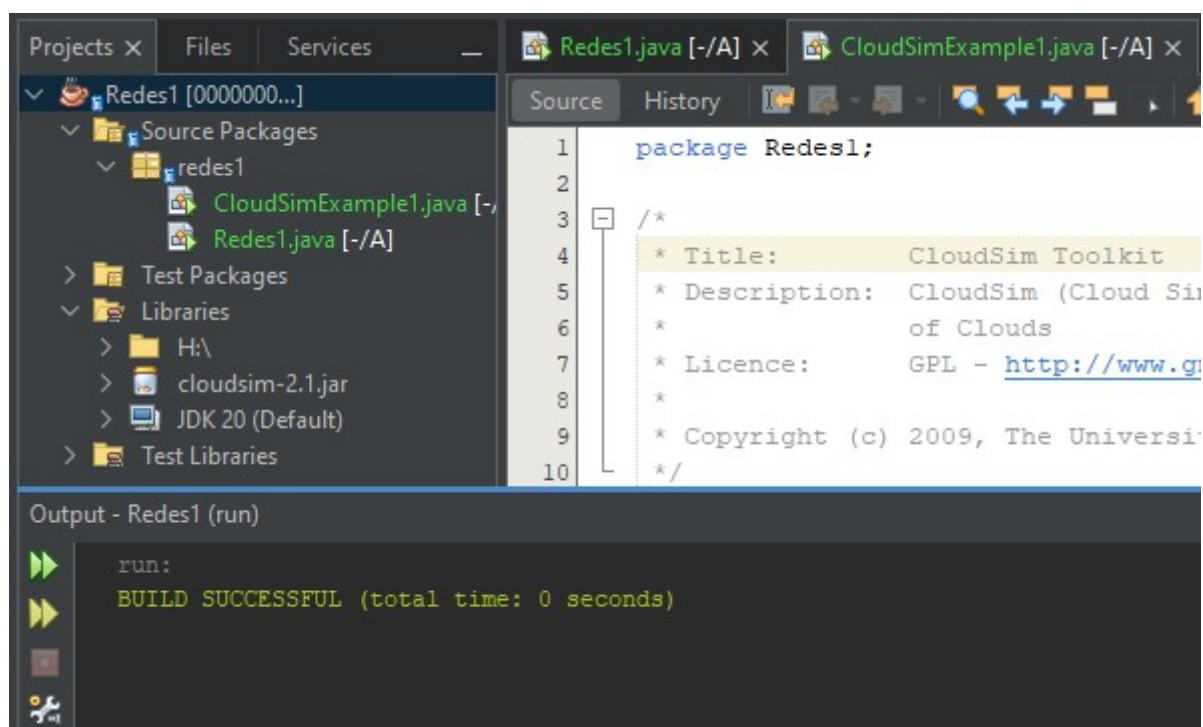 Projects × Files Services
Redes1 [0000000...]
Source Packages
redes1
CloudSimExample1.java [-/
Redes1.java [-/A]
Test Packages
Libraries
H:\
cloudsim-2.1.jar
JDK 20 (Default)
Test Libraries
Redes1.java [-/A] × CloudSimExample1.java [-/A] ×
Source History
1 package Redes1;
2
3 /*
4 * Title: CloudSim Toolkit
5 * Description: CloudSim (Cloud
6 * of Clouds
7 * Licence: GPL - http://www.
8 *
9 * Copyright (c) 2009, The
10 */
Output - Redes1 (run)
run:
BUILD SUCCESSFUL (total time: 0 seconds)